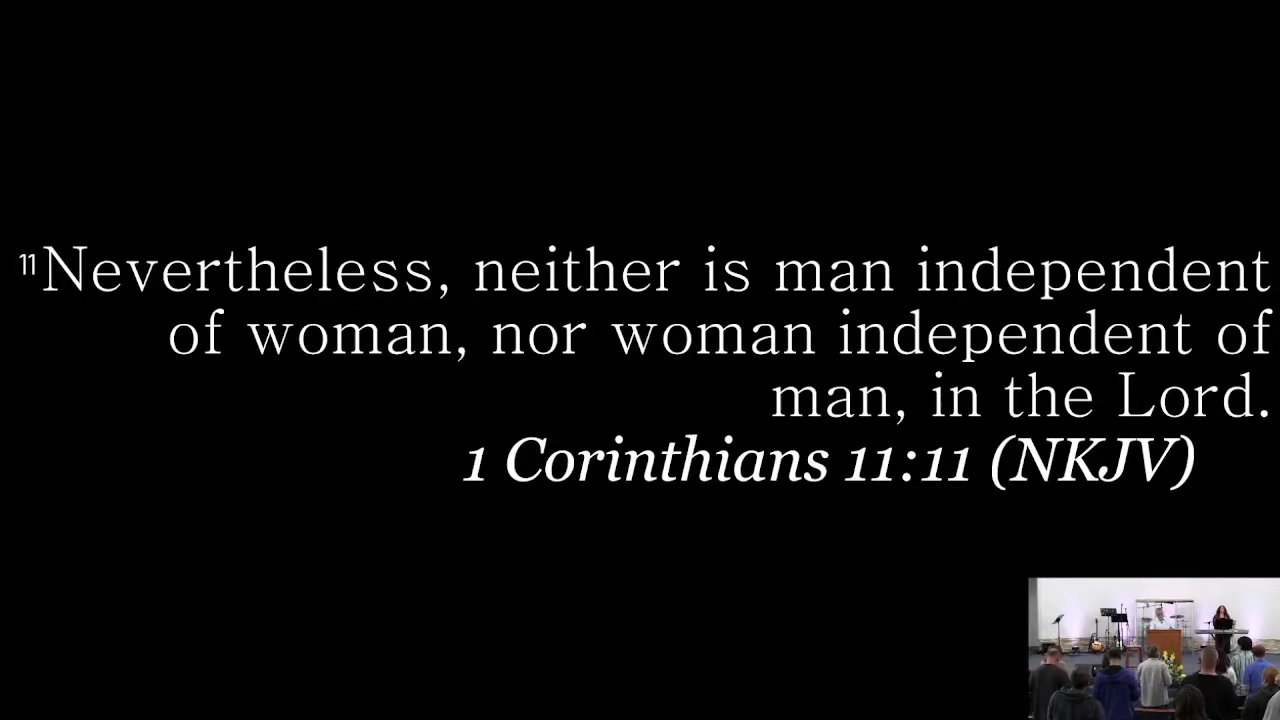 ¹¹Nevertheless, neither is man independent
of woman, nor woman independent of
man, in the Lord.
1 Corinthians 11:11 (NKJV)